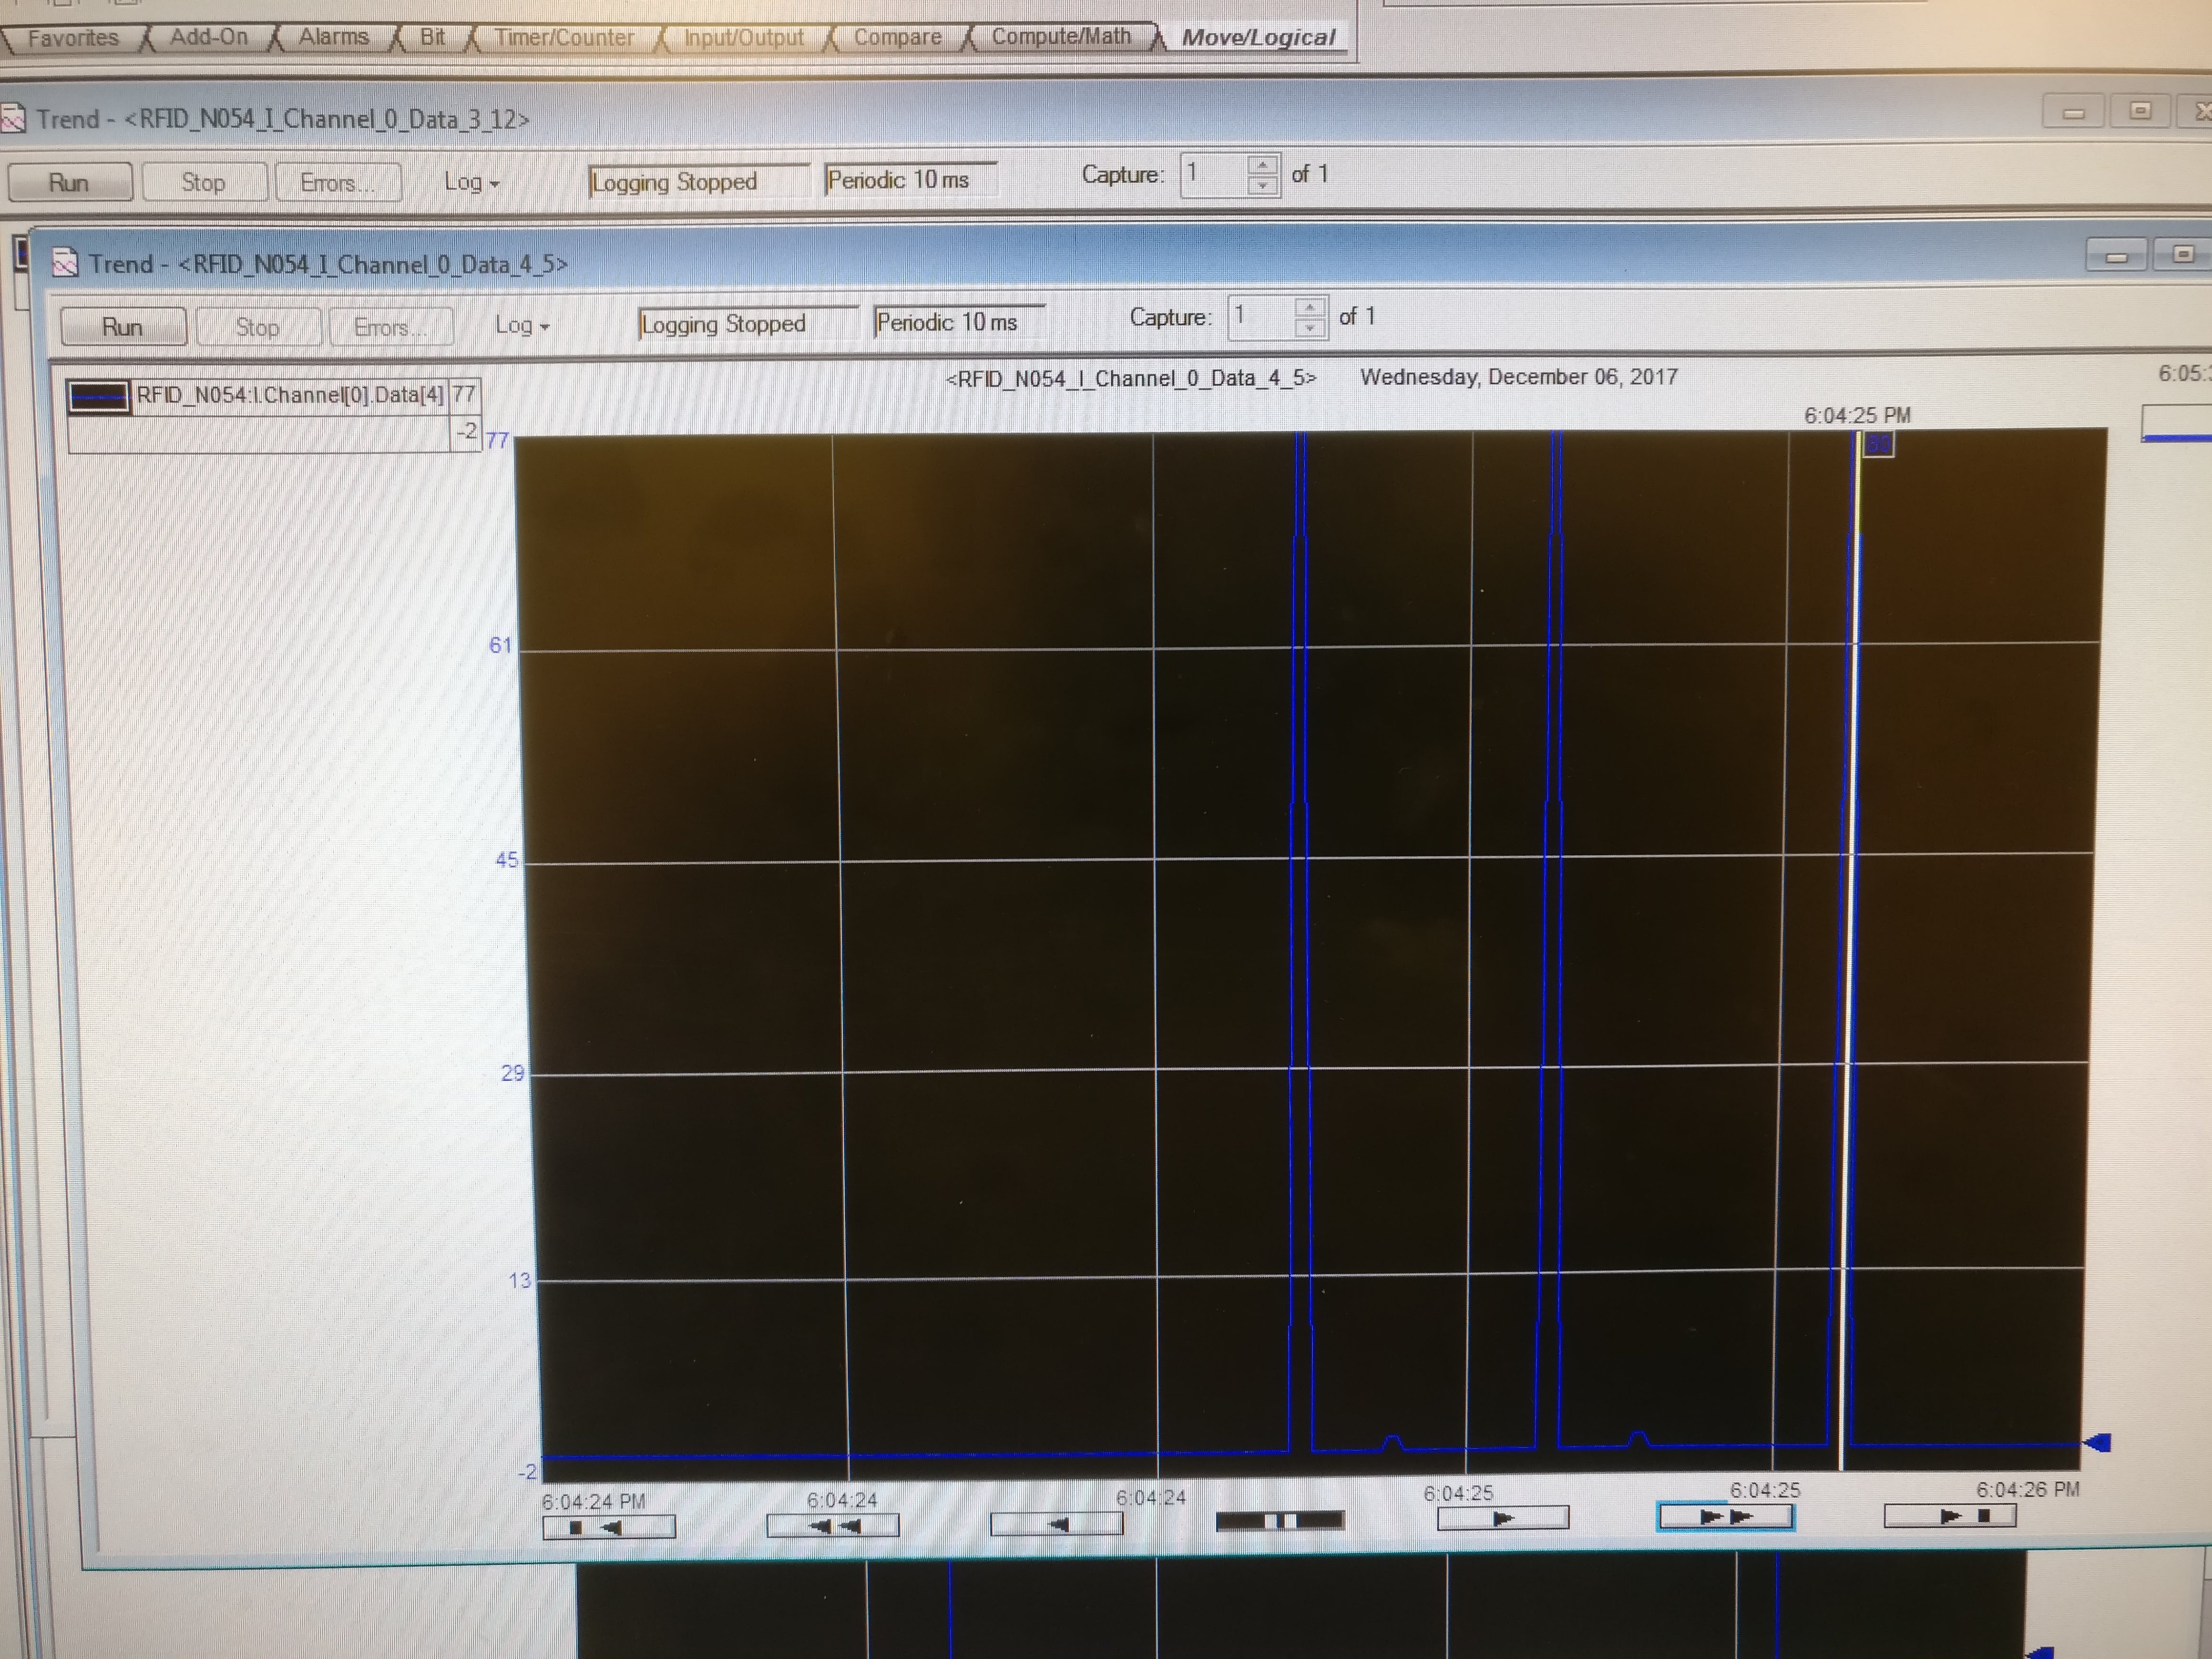 Favorites Add-On Alarms Bit Timer/Counter Input/Output Compare Compute/Math Move/Logical
Trend - <RFID_N054_I_Channel_0_Data_3_12>
Run Stop Errors... Log Logging Stopped Periodic 10 ms Capture: 1 of 1
Trend - <RFID_N054_I_Channel_0_Data_4_5>
Run Stop Errors... Log Logging Stopped Periodic 10 ms Capture: 1 of 1
<RFID_N054_I_Channel_0_Data_4_5> Wednesday, December 06, 2017
RFID_N054:I.Channel[0].Data[4] 77
-2
6:04:25 PM
77
80
61
45
29
13
-2
6:04:24 PM 6:04:24 6:04:24 6:04:25 6:04:25 6:04:26 PM